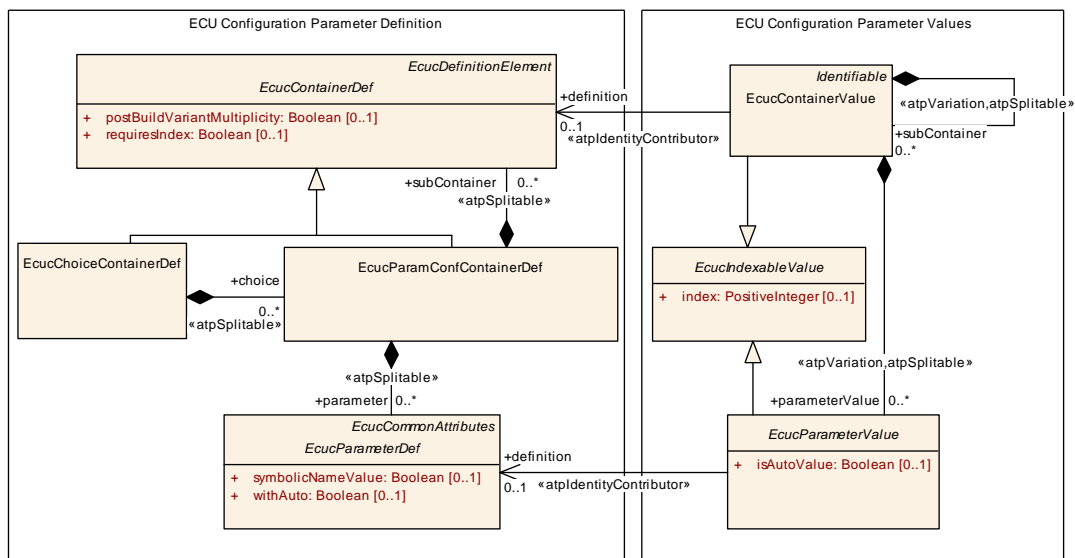 ECU Configuration Parameter Definition
EcucDefinitionElement
EcucContainerDef
+ postBuildVariantMultiplicity: Boolean [0..1]
+ requiresIndex: Boolean [0..1]
+subContainer 0..*
«atpSplitable»
EcucChoiceContainerDef
+choice
0..*
«atpSplitable»
EcucParamConfContainerDef
«atpSplitable»
+parameter 0..*
EcucCommonAttributes
EcucParameterDef
+ symbolicNameValue: Boolean [0..1]
+ withAuto: Boolean [0..1]
+definition
0..1
«atpIdentityContributor»
+definition
0..1
«atpIdentityContributor»
ECU Configuration Parameter Values
Identifiable
EcucContainerValue
«atpVariation,atpSplitable»
+subContainer
0..*
EcucIndexableValue
+ index: PositiveInteger [0..1]
«atpVariation,atpSplitable»
+parameterValue 0..*
EcucParameterValue
+ isAutoValue: Boolean [0..1]